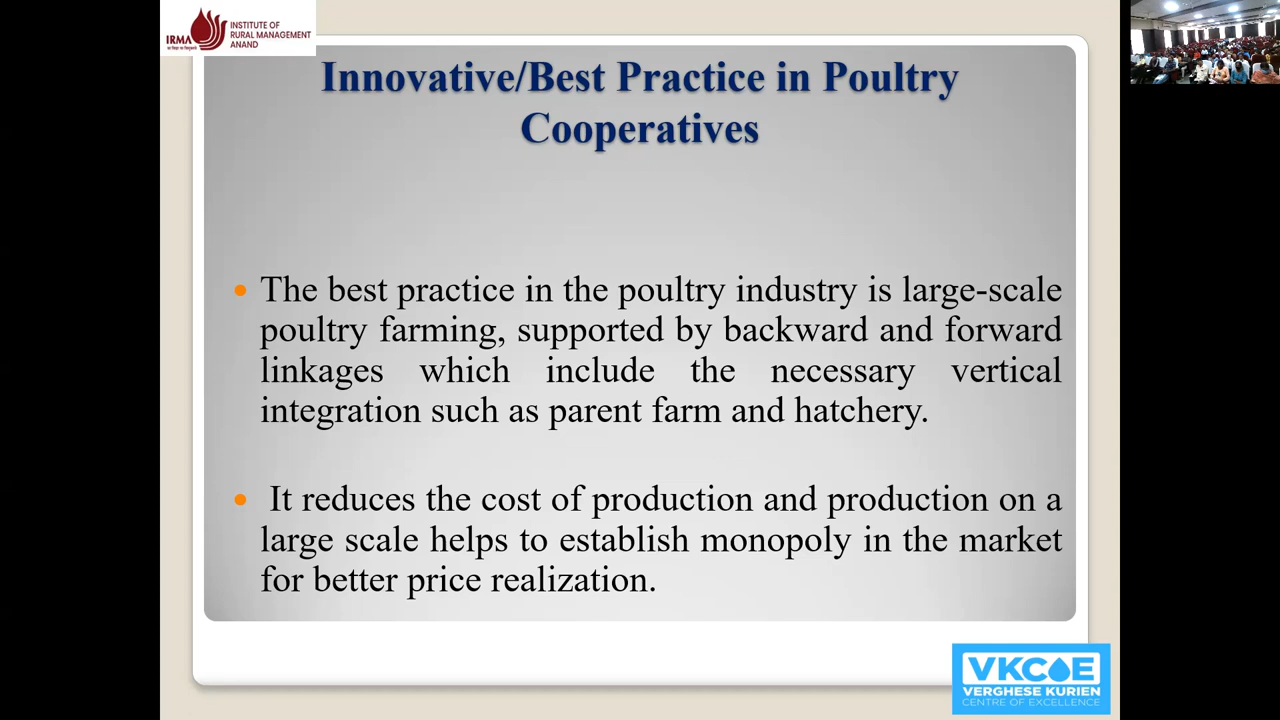 IRMA
INSTITUTE OF
RURAL MANAGEMENT
ANAND
Innovative/Best Practice in Poultry
Cooperatives
The best practice in the poultry industry is large-scale
poultry farming, supported by backward and forward
linkages which include the necessary vertical
integration such as parent farm and hatchery.
It reduces the cost of production and production on a
large scale helps to establish monopoly in the market
for better price realization.
VKCOE
VERGHESE KURIEN
CENTRE OF EXCELLENCE